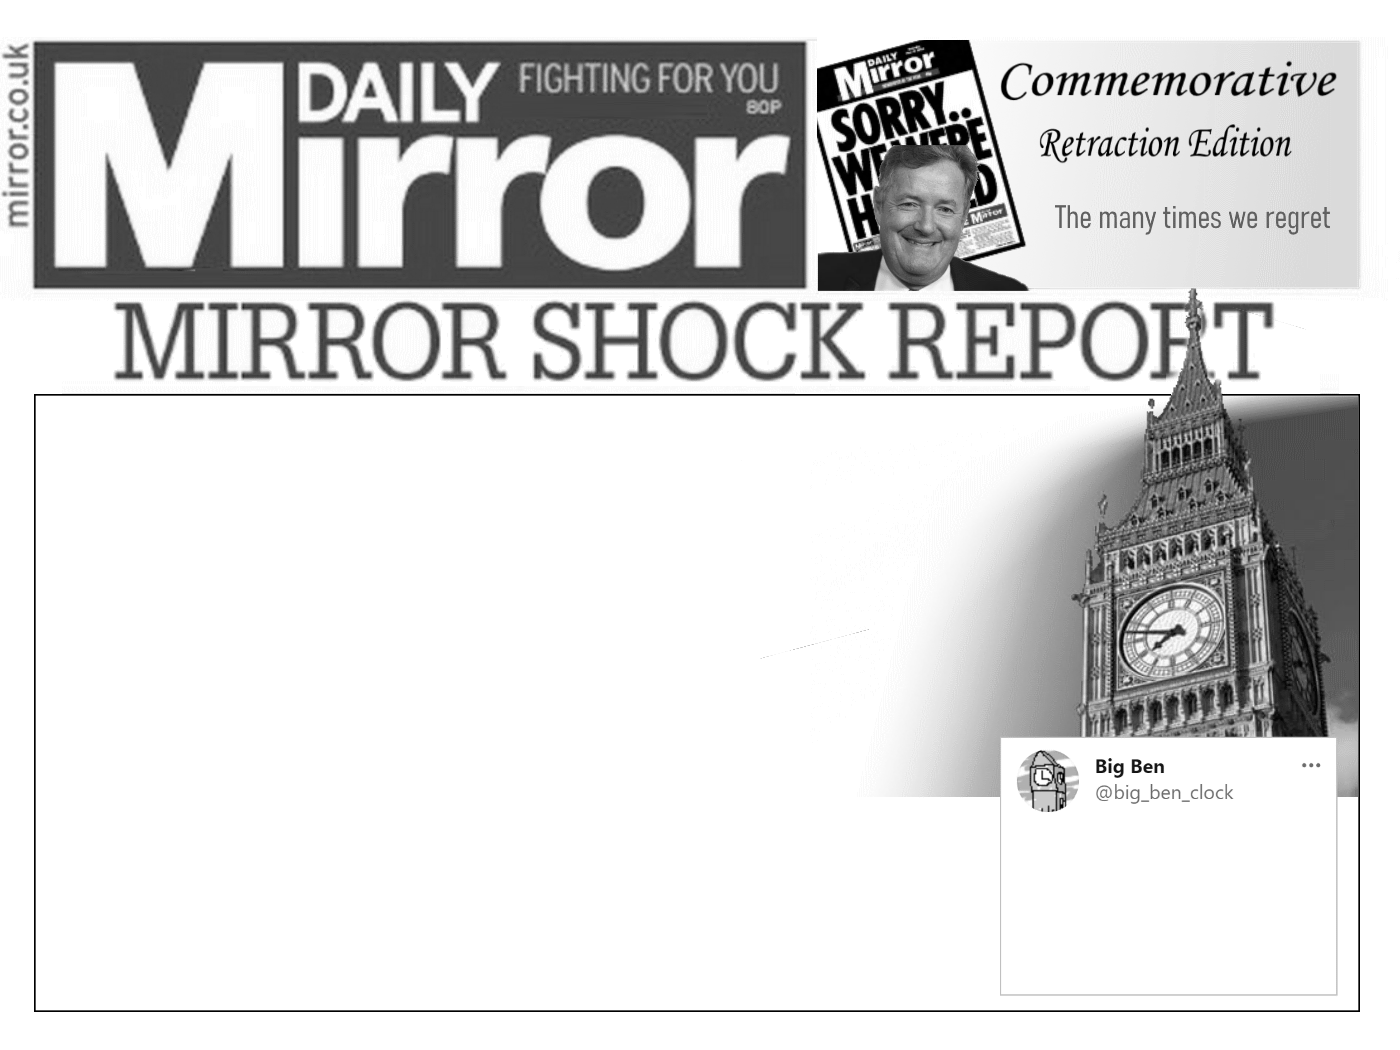 mirror.co.uk
DAILY
Mirror
FIGHTING FOR YOU
80P
DAILY
Mirror
SORRY..
WE WERE
Mirror
Commemorative
Retraction Edition
The many times we regret
MIRROR SHOCK REPORT
Big Ben
@big_ben_clock